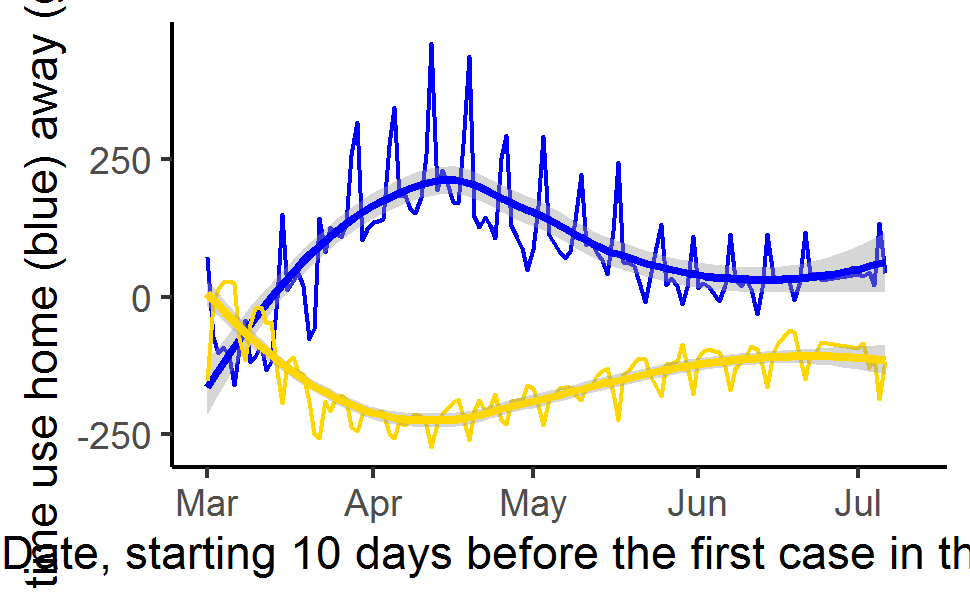 time use home (blue) away (
250
0
-250
Mar Apr May Jun Jul
Date, starting 10 days before the first case in th